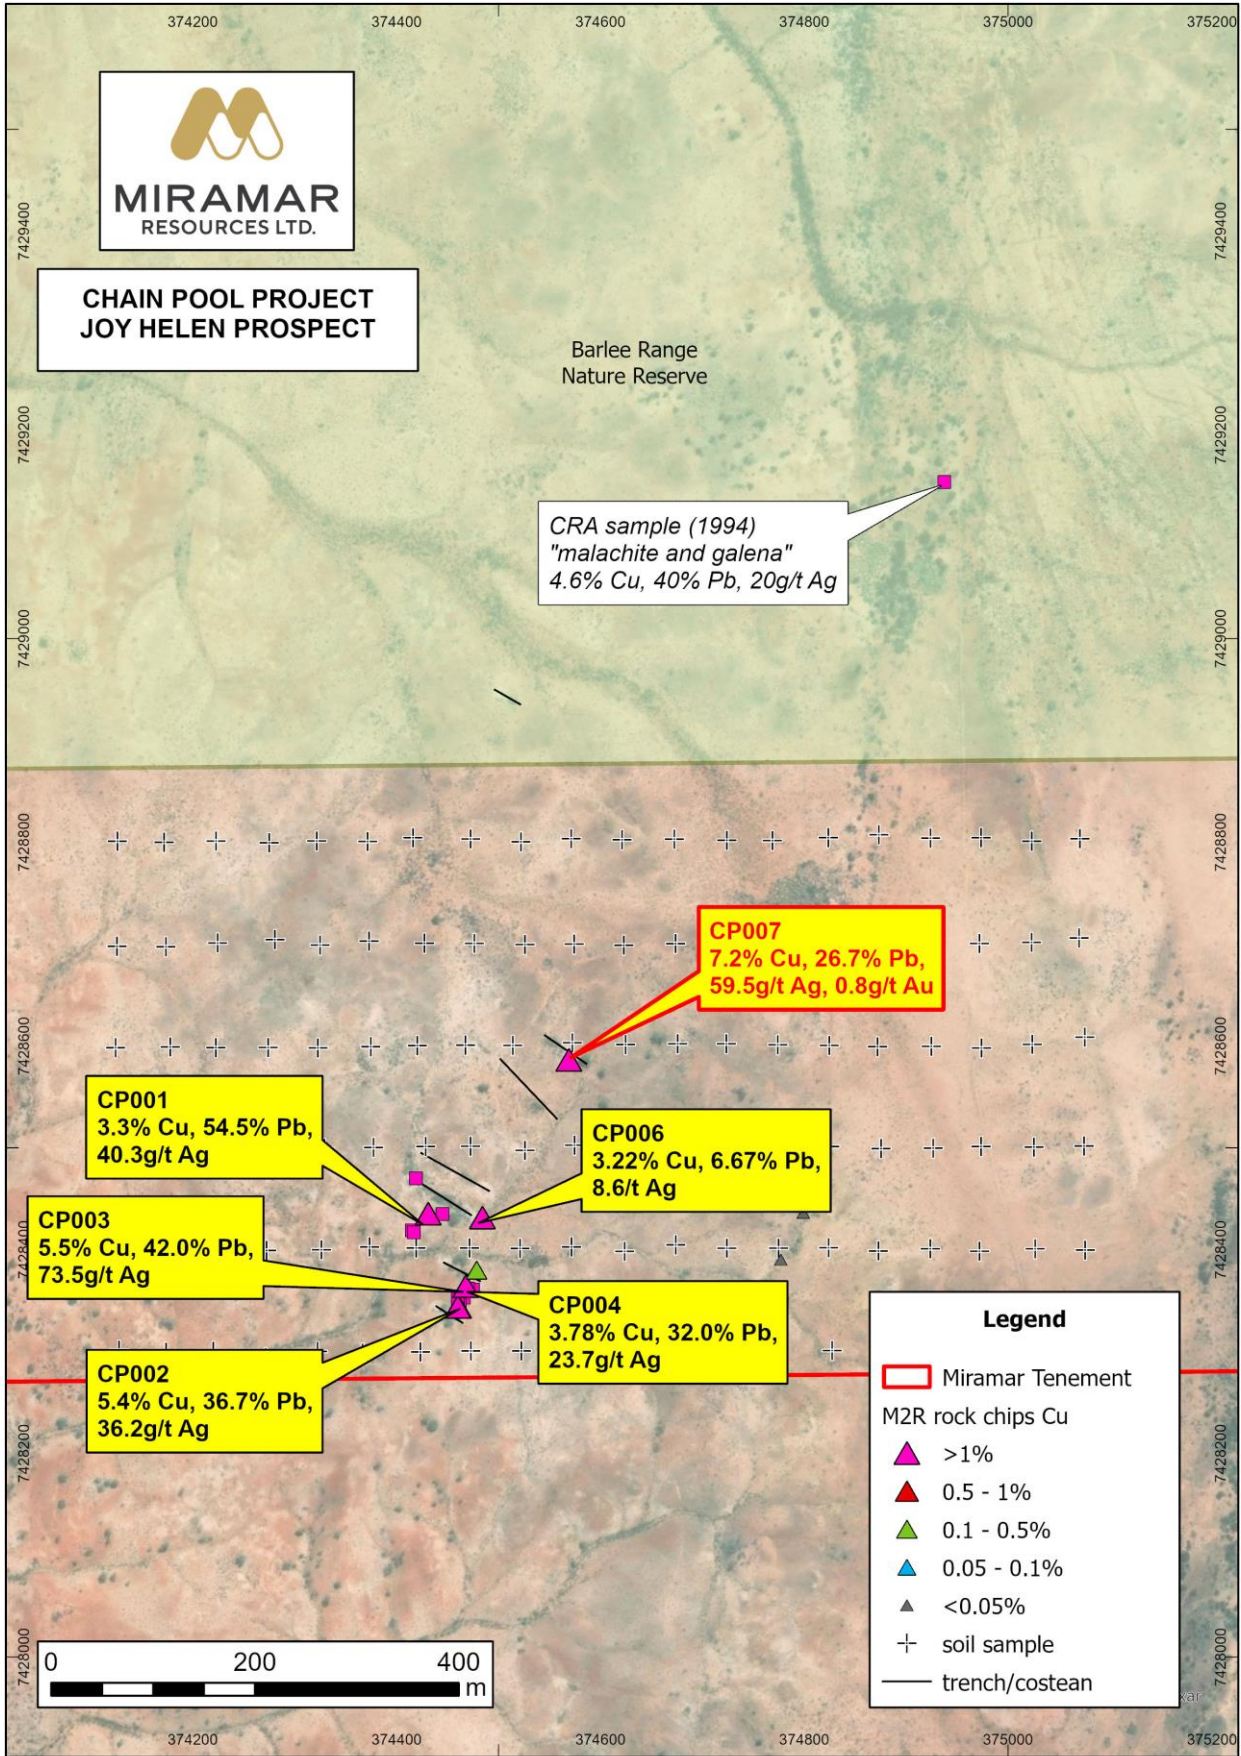 374200 374400 374600 374800 375000 375200
MIRAMAR
RESOURCES LTD.
7429400
7429400
CHAIN POOL PROJECT
JOY HELEN PROSPECT
Barlee Range
Nature Reserve
7429200
7429200
CRA sample (1994)
"malachite and galena"
4.6% Cu, 40% Pb, 20g/t Ag
7429000
7429000
7428800
7428800
CP007
7.2% Cu, 26.7% Pb,
59.5g/t Ag, 0.8g/t Au
7428600
7428600
CP001
3.3% Cu, 54.5% Pb,
40.3g/t Ag
CP006
3.22% Cu, 6.67% Pb,
8.6/t Ag
CP003
5.5% Cu, 42.0% Pb,
73.5g/t Ag
7428400
7428400
CP004
3.78% Cu, 32.0% Pb,
23.7g/t Ag
CP002
5.4% Cu, 36.7% Pb,
36.2g/t Ag
Legend
Miramar Tenement
M2R rock chips Cu
>1%
0.5 - 1%
0.1 - 0.5%
0.05 - 0.1%
<0.05%
soil sample
trench/costean
7428200
7428200
7428000
7428000
0 200 400
m
374200 374400 374600 374800 375000 375200